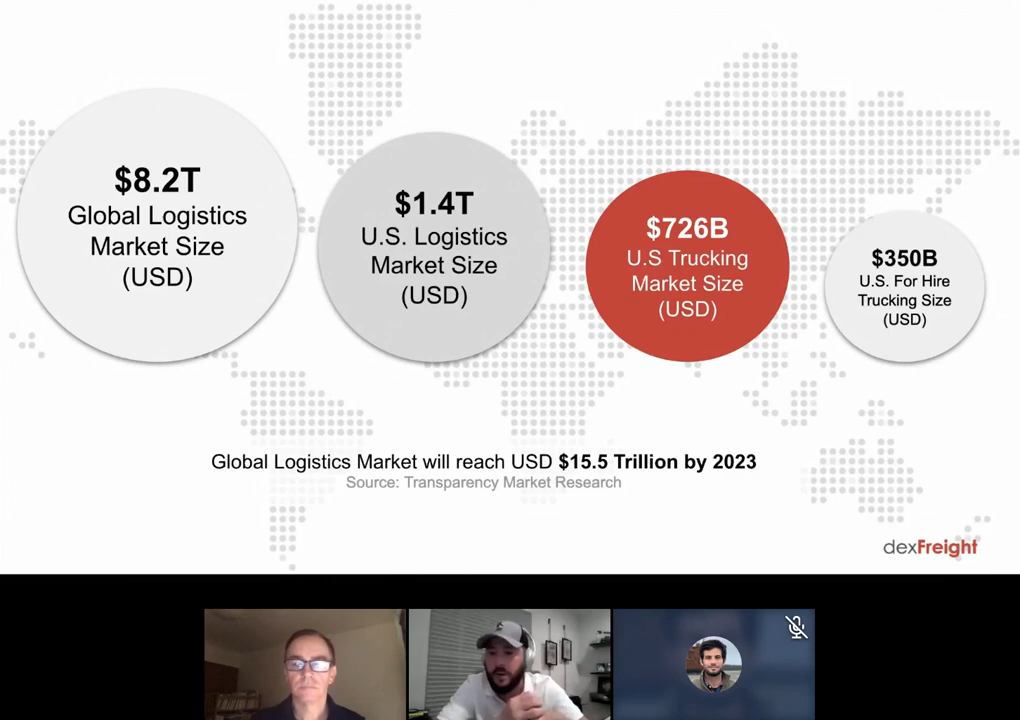 $8.2T
Global Logistics
Market Size
(USD)
$1.4T
U.S. Logistics
Market Size
(USD)
$726B
U.S Trucking
Market Size
(USD)
$350B
U.S. For Hire
Trucking Size
(USD)
Global Logistics Market will reach USD $15.5 Trillion by 2023
Source: Transparency Market Research
dexFreight